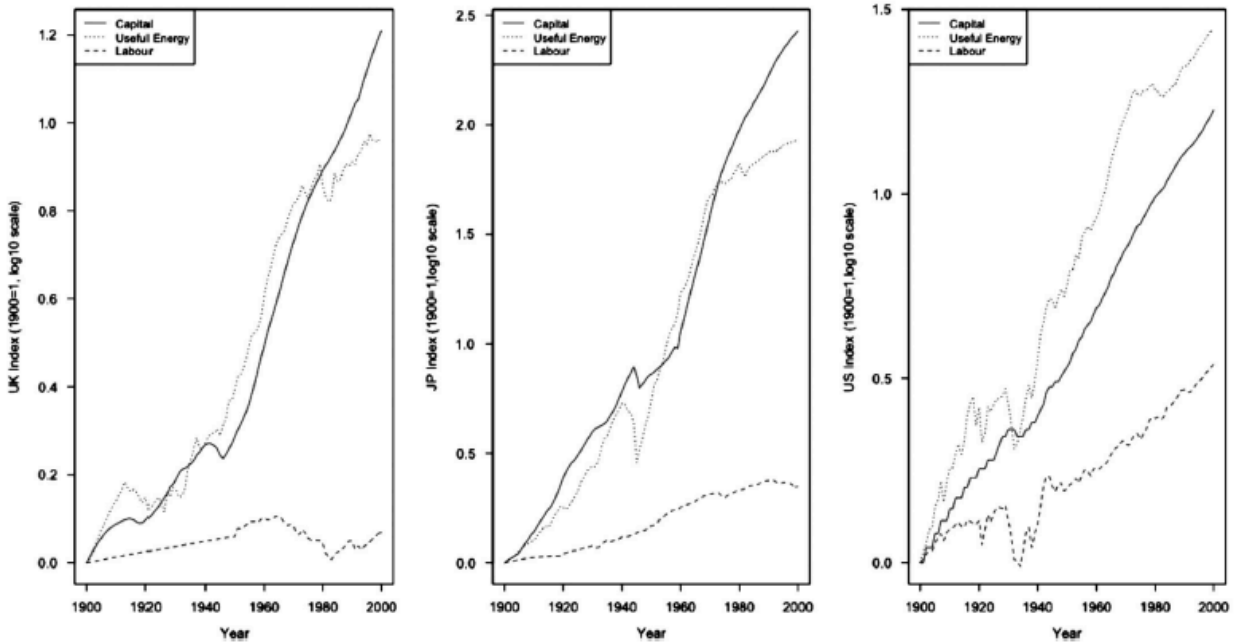 Capital
Useful Energy
Labour
UK Index (1900=1, log10 scale)
1.2
1.0
0.8
0.6
0.4
0.2
0.0
1900 1920 1940 1960 1980 2000
Year
Capital
Useful Energy
Labour
JP Index (1900=1,log10 scale)
2.5
2.0
1.5
1.0
0.5
0.0
1900 1920 1940 1960 1980 2000
Year
Capital
Useful Energy
Labour
US Index (1900=1,log10 scale)
1.5
1.0
0.5
0.0
1900 1920 1940 1960 1980 2000
Year